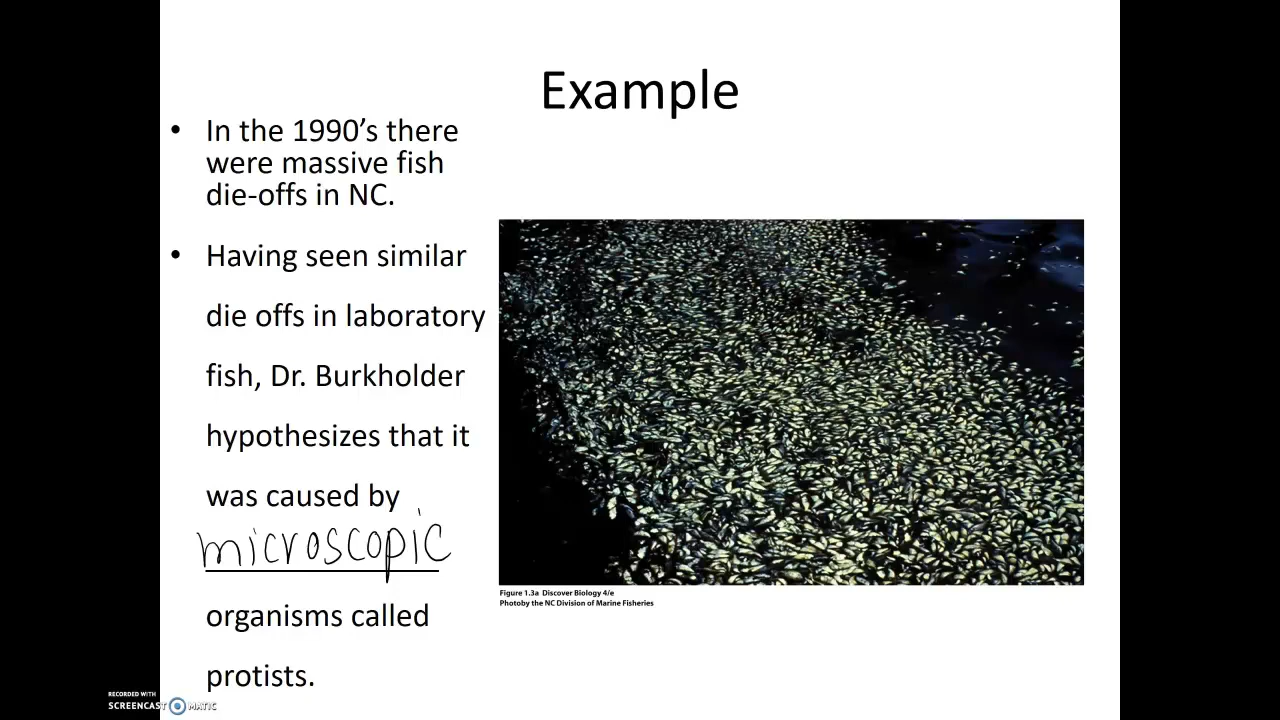 Example
• In the 1990’s there
were massive fish
die-offs in NC.
• Having seen similar
die offs in laboratory
fish, Dr. Burkholder
hypothesizes that it
was caused by
microscopic
organisms called
protists.
Figure 1.3a Discover Biology 4/e
Photoby the NC Division of Marine Fisheries
RECORDED WITH
SCREENCAST MATIC